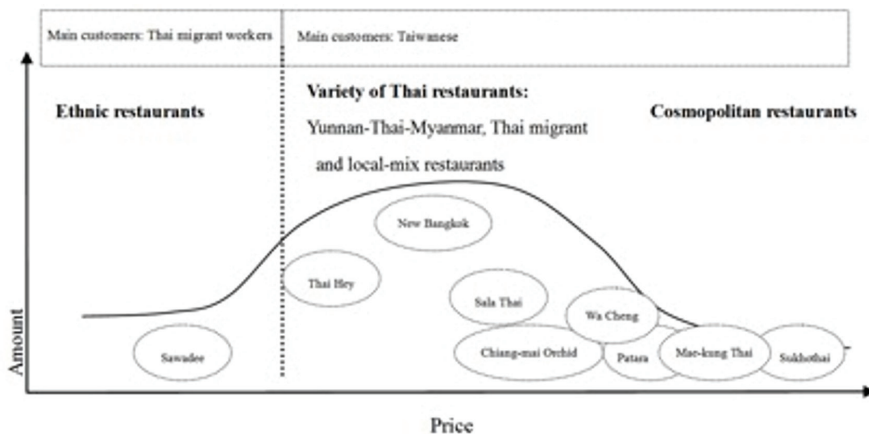 Main customers: Thai migrant workers
Main customers: Taiwanese
Ethnic restaurants
Variety of Thai restaurants:
Yunnan-Thai-Myanmar, Thai migrant
and local-mix restaurants
Cosmopolitan restaurants
New Bangkok
Thai Hey
Sala Thai
Wa Cheng
Sawadee
Chiang-mai Orchid
Patara
Mae-kung Thai
Sukhothai
Amount
Price